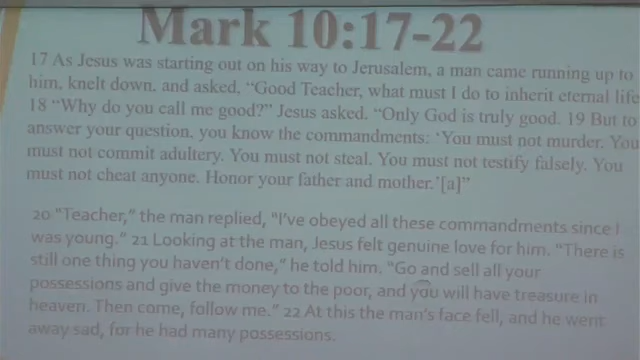 Mark 10:17-22
17 As Jesus was starting out on his way to Jerusalem, a man came running up to
him, knelt down, and asked, “Good Teacher, what must I do to inherit eternal life
18 “Why do you call me good?” Jesus asked. “Only God is truly good. 19 But to
answer your question, you know the commandments: ‘You must not murder. You
must not commit adultery. You must not steal. You must not testify falsely. You
must not cheat anyone. Honor your father and mother.’[a]”
20 “Teacher,” the man replied, “I’ve obeyed all these commandments since I
was young.” 21 Looking at the man, Jesus felt genuine love for him. “There is
still one thing you haven’t done,” he told him. “Go and sell all your
possessions and give the money to the poor, and you will have treasure in
heaven. Then come, follow me.” 22 At this the man’s face fell, and he went
away sad, for he had many possessions.